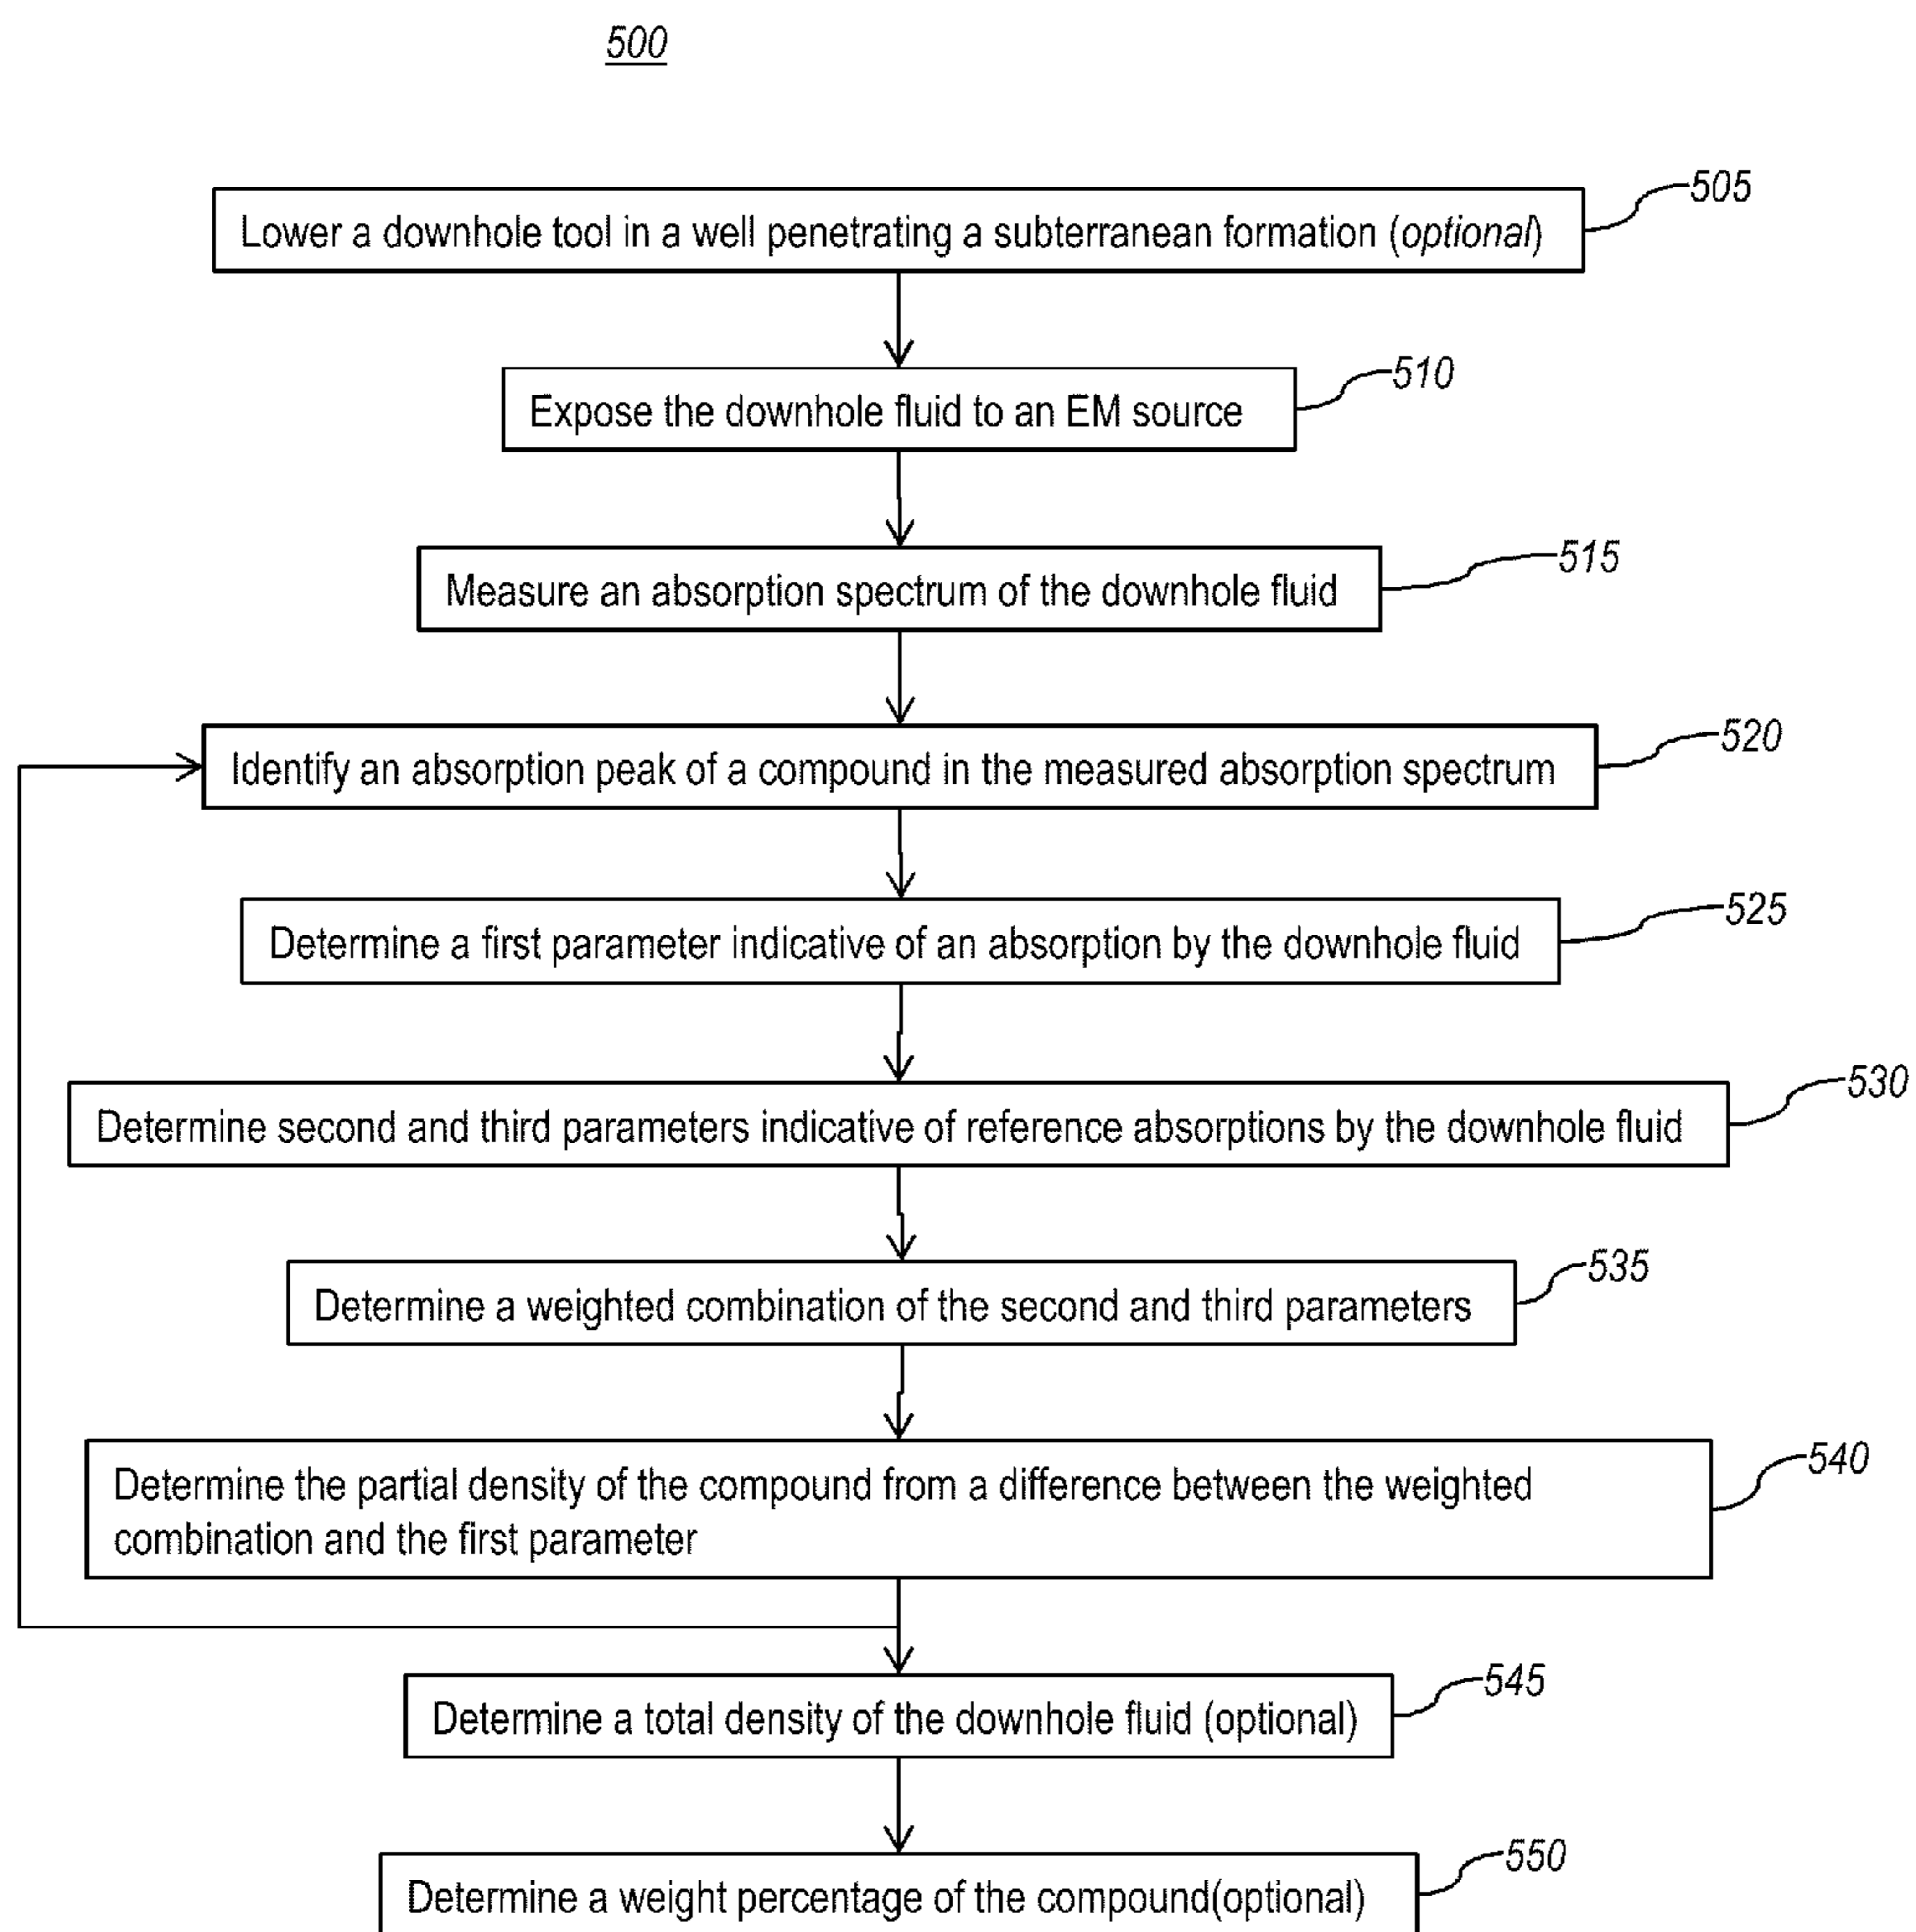 500
505
Lower a downhole tool in a well penetrating a subterranean formation (optional)
510
Expose the downhole fluid to an EM source
515
Measure an absorption spectrum of the downhole fluid
520
Identify an absorption peak of a compound in the measured absorption spectrum
525
Determine a first parameter indicative of an absorption by the downhole fluid
530
Determine second and third parameters indicative of reference absorptions by the downhole fluid
535
Determine a weighted combination of the second and third parameters
540
Determine the partial density of the compound from a difference between the weighted
combination and the first parameter
545
Determine a total density of the downhole fluid (optional)
550
Determine a weight percentage of the compound(optional)